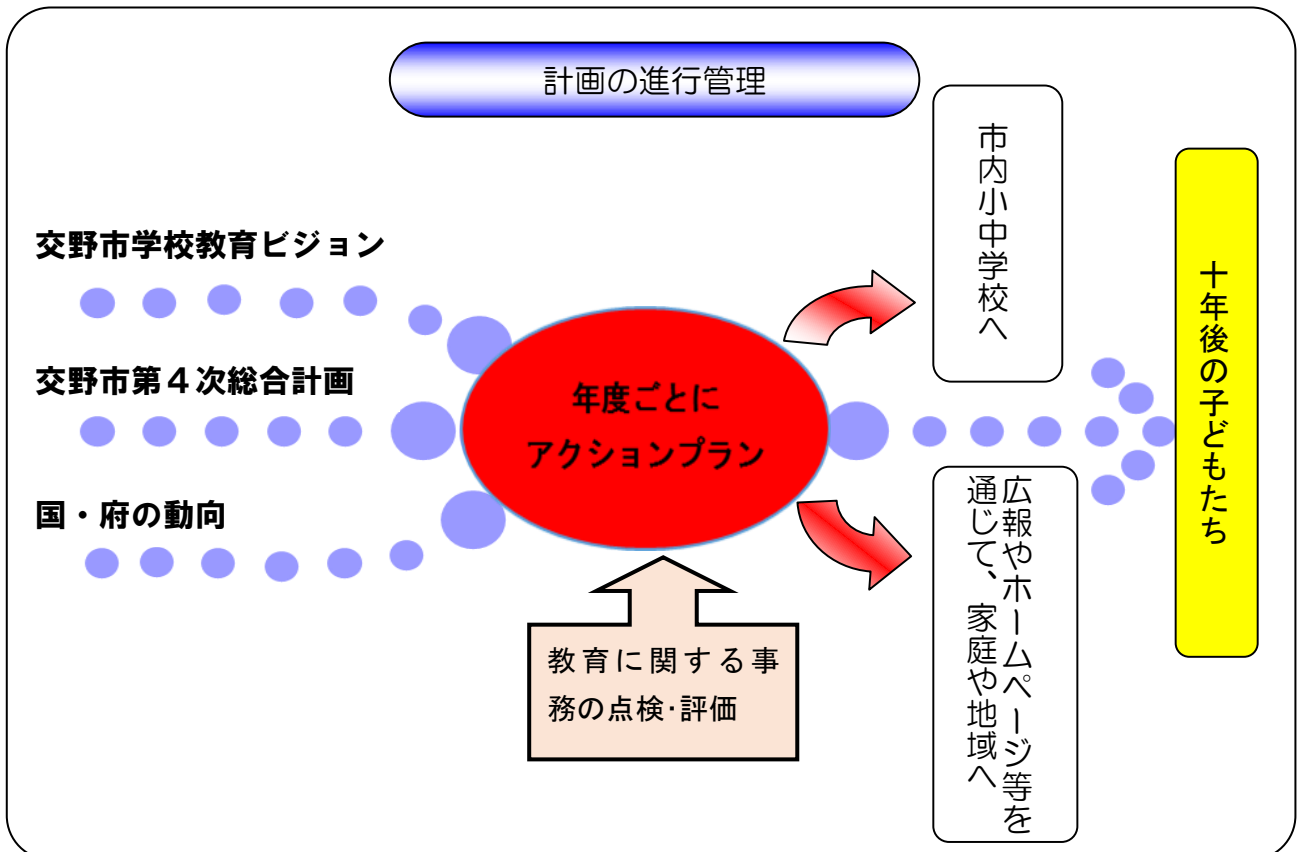 計画の進行管理
交野市学校教育ビジョン
交野市第４次総合計画
国・府の動向
年度ごとに
アクションプラン
教育に関する事
務の点検･評価
市内小中学校へ
広報やホームページ等を
通じて、家庭や地域へ
十年後の子どもたち